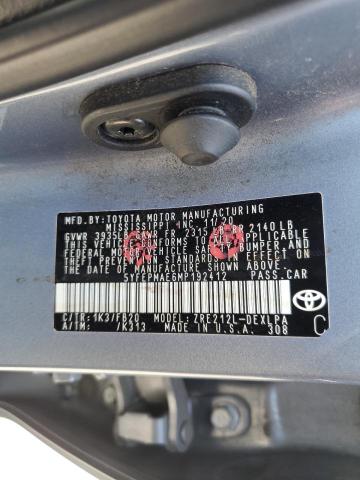 MFD.BY:TOYOTA MOTOR MANUFACTURING
MISSISSIPPI INC. 11/20
GVWR 3935LB GAWR FR 2315LB RR 2140LB
THIS VEHICLE TO ALL APPLICABLE
FEDERAL MOTOR VEHICLE SAFETY, BUMPER, AND
THEFT PREVENTION STANDARDS IN EFFECT
ON THE DATE OF MANUFACTURE SHOWN ABOVE.
5YFEPMAE6MP192412 PASS.CAR
C/TR:1K3/FB20 MODEL:ZRE212L-DEXLPA
A/TM: /K313 MADE IN U.S.A. 308
C